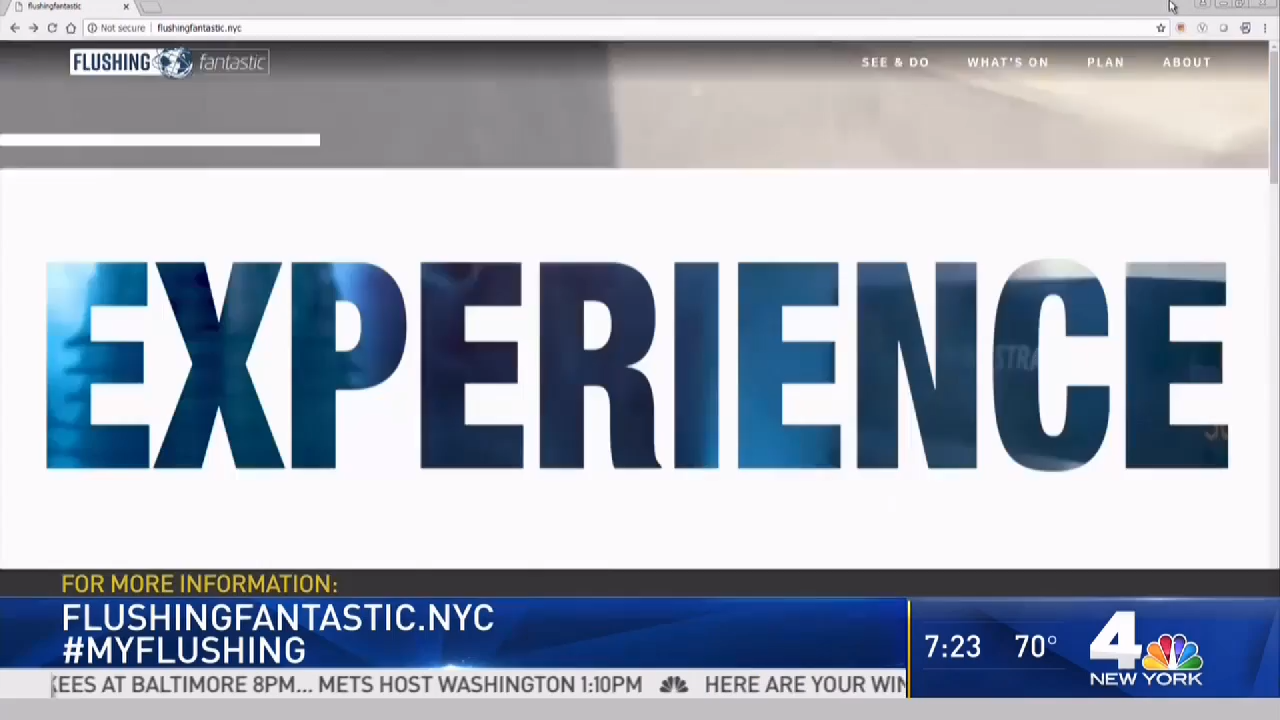 flushingfantastic
Not secure | flushingfantastic.nyc
FLUSHING fantastic
SEE & DO WHAT'S ON PLAN ABOUT
EXPERIENCE
STRA
FOR MORE INFORMATION:
FLUSHINGFANTASTIC.NYC
#MYFLUSHING
7:23 70°
4
NEW YORK
EES AT BALTIMORE 8PM... METS HOST WASHINGTON 1:10PM HERE ARE YOUR WIN